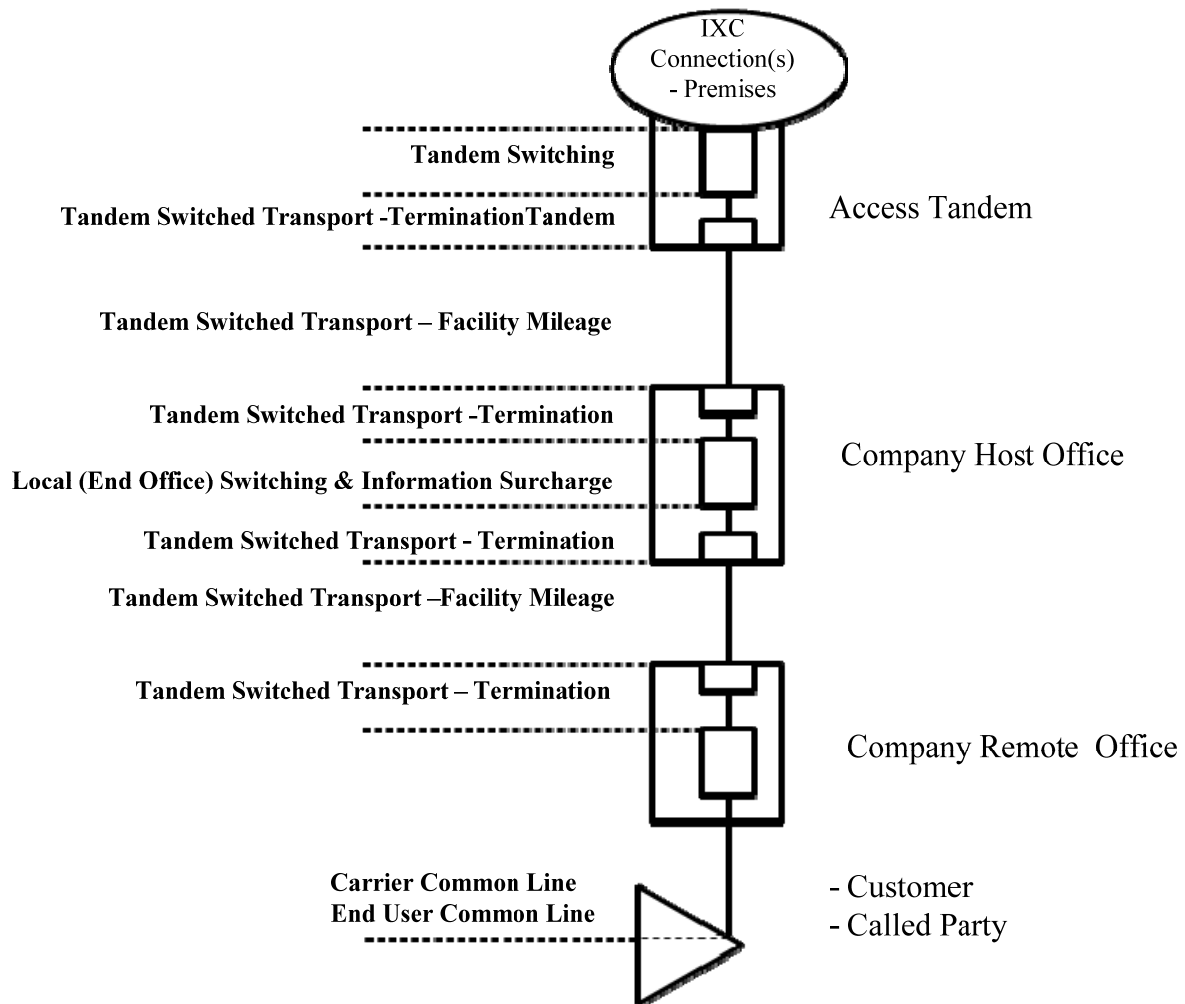 IXC
Connection(s)
- Premises
Tandem Switching
Tandem Switched Transport -TerminationTandem
Access Tandem
Tandem Switched Transport – Facility Mileage
Tandem Switched Transport -Termination
Company Host Office
Local (End Office) Switching & Information Surcharge
Tandem Switched Transport - Termination
Tandem Switched Transport –Facility Mileage
Tandem Switched Transport – Termination
Company Remote Office
Carrier Common Line
End User Common Line
- Customer
- Called Party